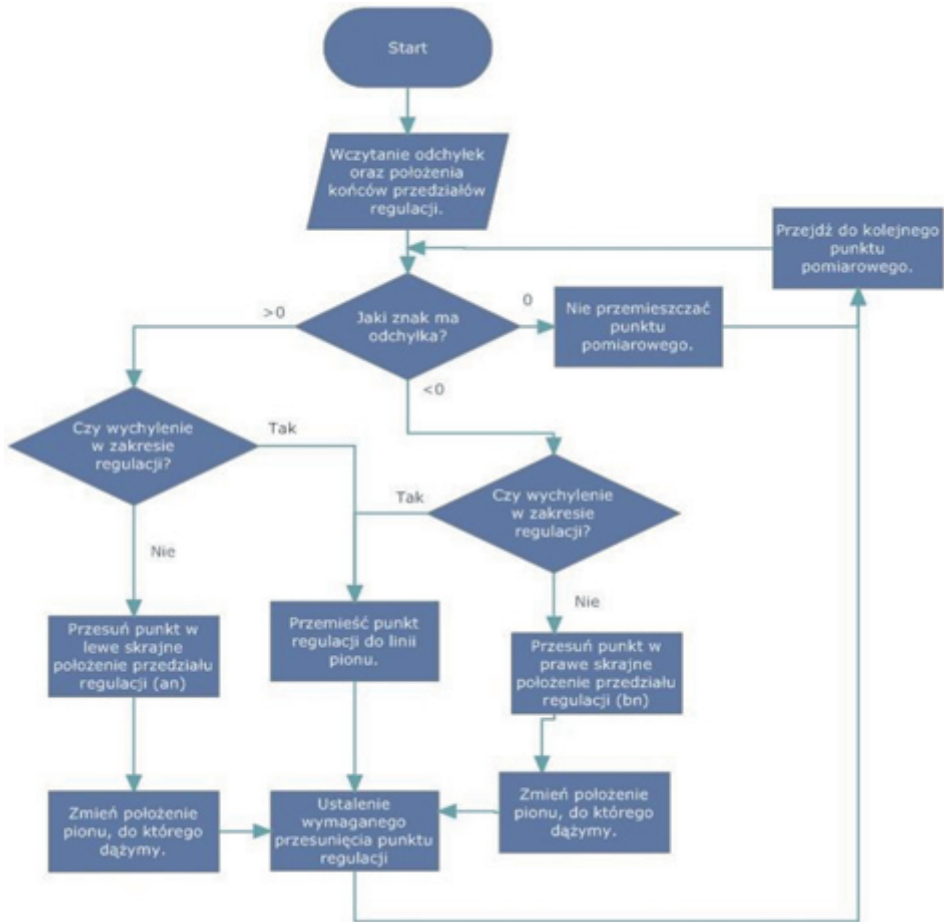 Start
Wczytanie odchyłek
oraz położenia
końców przedziałów
regulacji.
Przejdź do kolejnego
punktu
pomiarowego.
>0
Jaki znak ma
odchyłka?
0
Nie przemieszczać
punktu
pomiarowego.
<0
Czy wychylenie
w zakresie
regulacji?
Tak
Tak
Czy wychylenie
w zakresie
regulacji?
Nie
Nie
Przesuń punkt w
lewe skrajne
położenie przedziału
regulacji (an)
Przemieść punkt
regulacji do linii
pionu.
Przesuń punkt w
prawe skrajne
położenie przedziału
regulacji (bn)
Zmień położenie
pionu, do którego
dążymy.
Ustalenie
wymaganego
przesunięcia punktu
regulacji
Zmień położenie
pionu, do którego
dążymy.